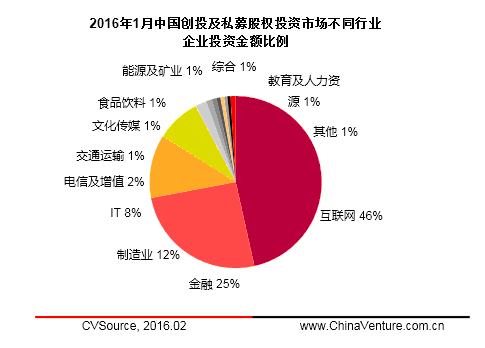 2016年1月中国创投及私募股权投资市场不同行业
企业投资金额比例
综合 1%
能源及矿业 1%
教育及人力资
源 1%
食品饮料 1%
其他 1%
文化传媒 1%
交通运输 1%
电信及增值 2%
IT 8%
互联网 46%
制造业 12%
金融 25%
CVSource, 2016.02
www.ChinaVenture.com.cn